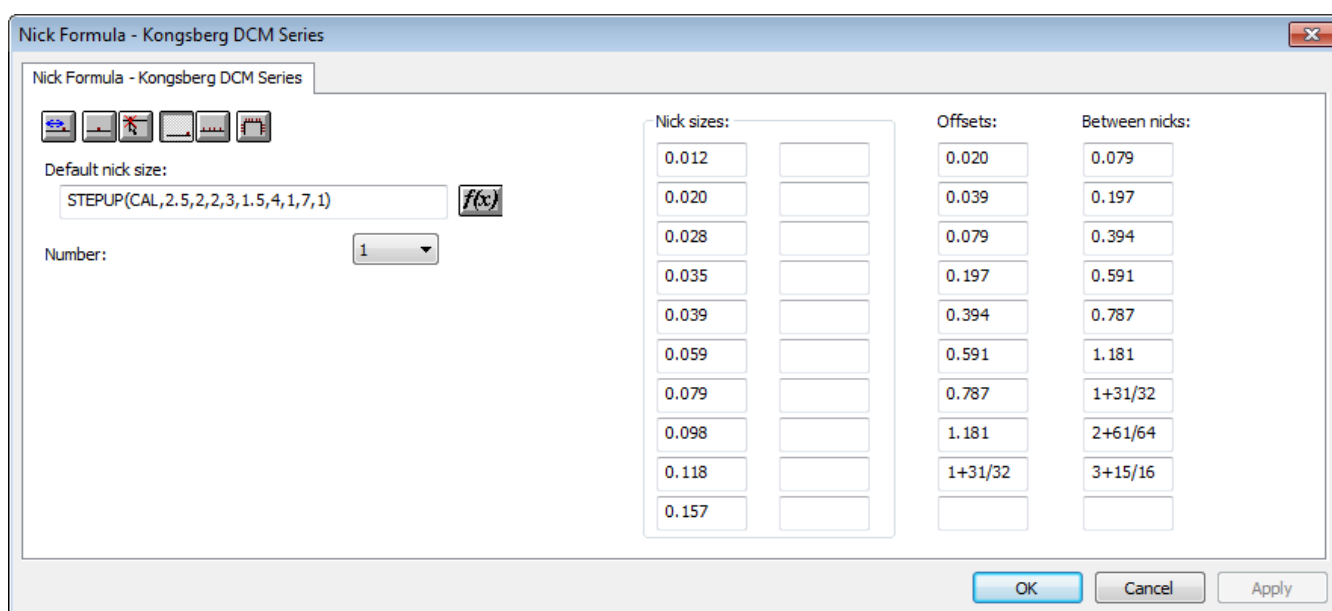 Nick Formula - Kongsberg DCM Series
Nick Formula - Kongsberg DCM Series
Default nick size:
STEPUP(CAL,2.5,2,2,3,1.5,4,1,7,1)
f(x)
Number:
1
Nick sizes: Offsets: Between nicks:
0.012 0.020 0.079
0.020 0.039 0.197
0.028 0.079 0.394
0.035 0.197 0.591
0.039 0.394 0.787
0.059 0.591 1.181
0.079 0.787 1+31/32
0.098 1.181 2+61/64
0.118 1+31/32 3+15/16
0.157
OK Cancel Apply